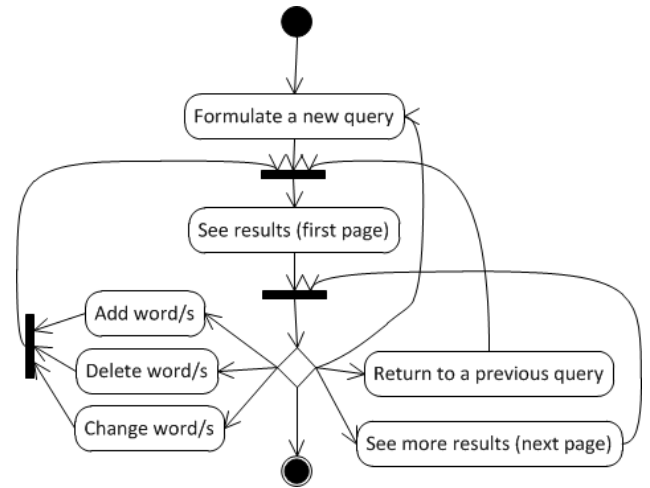 Formulate a new query
See results (first page)
Add word/s
Delete word/s
Return to a previous query
Change word/s
See more results (next page)